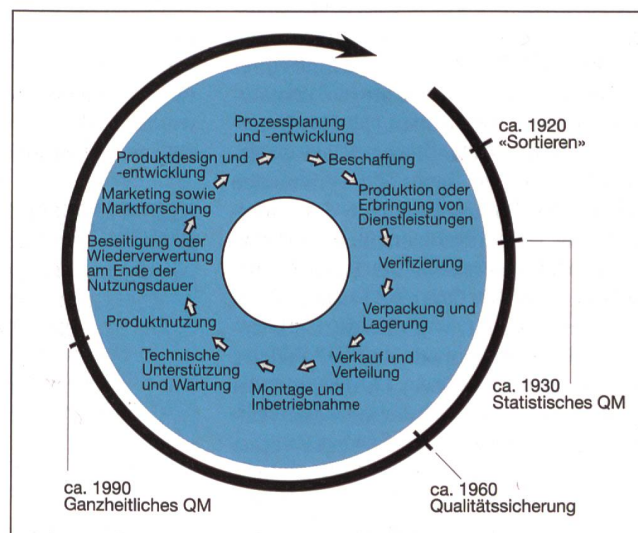 Prozessplanung
und -entwicklung
Beschaffung
Produktion oder
Erbringung von
Dienstleistungen
Verifizierung
Verpackung und
Lagerung
Verkauf und
Verteilung
Montage und
Inbetriebnahme
Technische
Unterstützung
und Wartung
Produktnutzung
Beseitigung oder
Wiederverwertung
am Ende der
Nutzungsdauer
Marketing sowie
Marktforschung
Produktdesign und
-entwicklung
ca. 1920
«Sortieren»
ca. 1930
Statistisches QM
ca. 1960
Qualitätssicherung
ca. 1990
Ganzheitliches QM